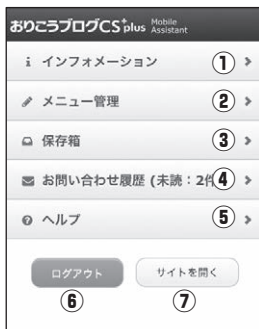 おりこうブログCS+plus Mobile Assistant
i インフォメーション ①
メニュー管理 ②
保存箱 ③
お問い合わせ履歴 (未読：2件 ④
ヘルプ ⑤
ログアウト サイトを開く
⑥ ⑦